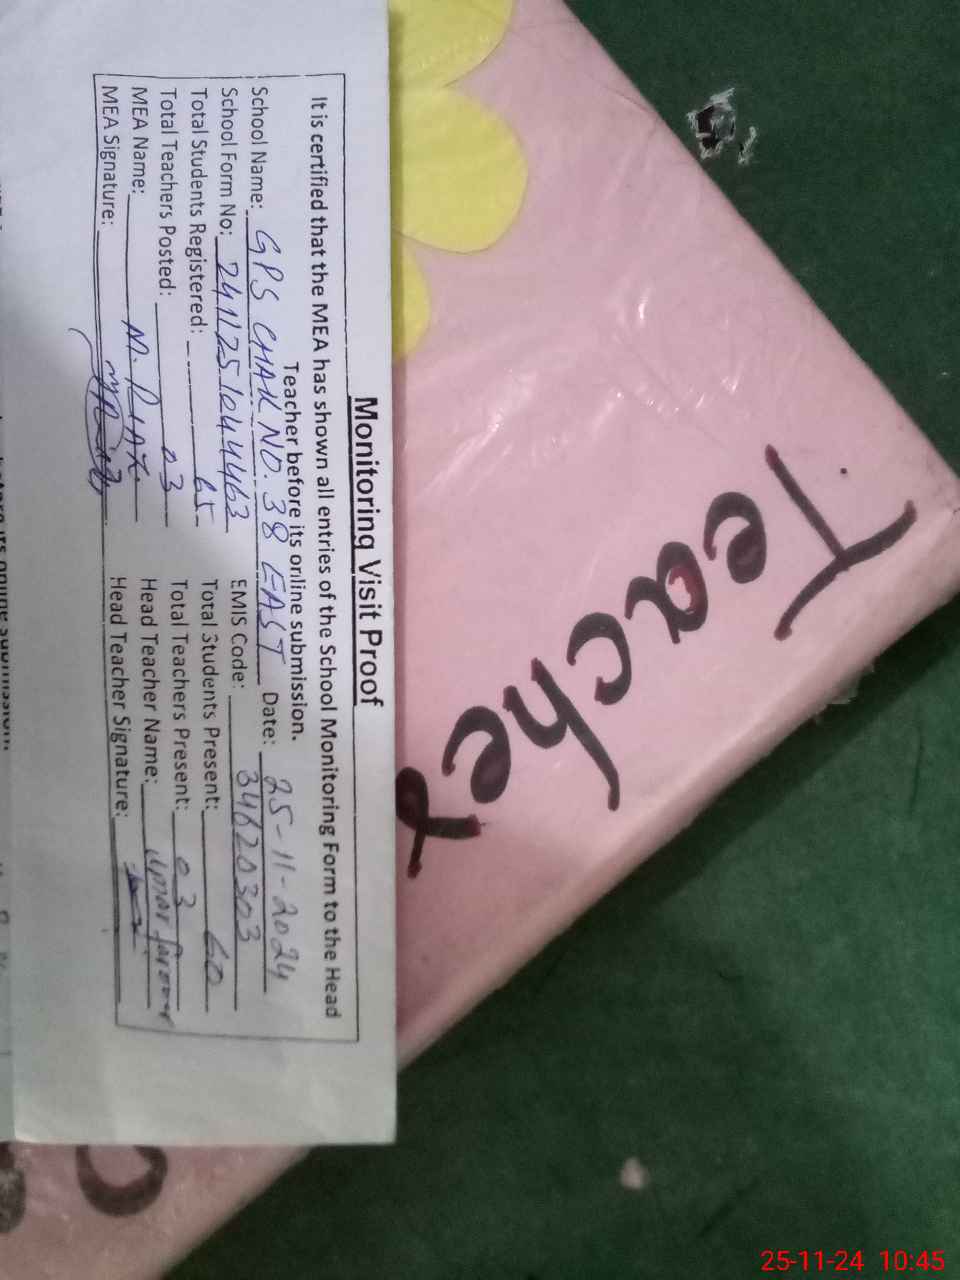 Monitoring Visit Proof
It is certified that the MEA has shown all entries of the School Monitoring Form to the Head
Teacher before its online submission.
School Name: GPS CHAK NO. 38 EAST Date: 25-11-2024
School Form No: 241125104463 EMIS Code: 34620303
Total Students Registered: 65 Total Students Present: 60
Total Teachers Posted: 03 Total Teachers Present: 03
MEA Name: M. RIAZ Head Teacher Name: Umar farooq
MEA Signature: Head Teacher Signature:
Teacher
25-11-24 10:45